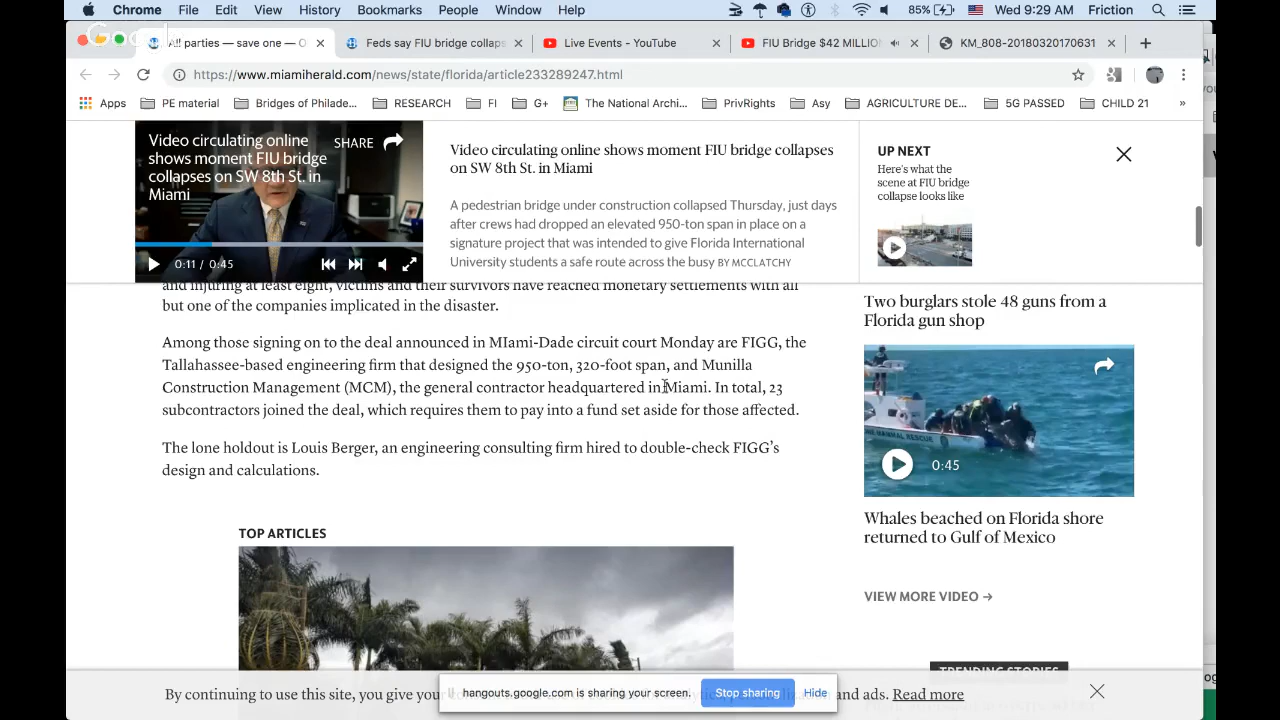 Chrome File Edit View History Bookmarks People Window Help 85% Wed 9:29 AM Friction
Google
All parties — save one — O
Feds say FIU bridge collaps
Live Events - YouTube
FIU Bridge $42 MILLION
KM_808-20180320170631
https://www.miamiherald.com/news/state/florida/article233289247.html
Apps PE material Bridges of Philade... RESEARCH FI G+ The National Archi... PrivRights Asy AGRICULTURE DE... 5G PASSED CHILD 21 »
Video circulating online
shows moment FIU bridge
collapses on SW 8th St. in
Miami
SHARE
0:11 / 0:45
Video circulating online shows moment FIU bridge collapses
on SW 8th St. in Miami
A pedestrian bridge under construction collapsed Thursday, just days
after crews had dropped an elevated 950-ton span in place on a
signature project that was intended to give Florida International
University students a safe route across the busy BY MCCLATCHY
UP NEXT
Here's what the
scene at FIU bridge
collapse looks like
and injuring at least eight, victims and their survivors have reached monetary settlements with all
but one of the companies implicated in the disaster.
Among those signing on to the deal announced in MIami-Dade circuit court Monday are FIGG, the
Tallahassee-based engineering firm that designed the 950-ton, 320-foot span, and Munilla
Construction Management (MCM), the general contractor headquartered in Miami. In total, 23
subcontractors joined the deal, which requires them to pay into a fund set aside for those affected.
The lone holdout is Louis Berger, an engineering consulting firm hired to double-check FIGG's
design and calculations.
TOP ARTICLES
Two burglars stole 48 guns from a
Florida gun shop
0:45
Whales beached on Florida shore
returned to Gulf of Mexico
VIEW MORE VIDEO →
TRENDING STORIES
By continuing to use this site, you give your
and ads. Read more
hangouts.google.com is sharing your screen. Stop sharing Hide